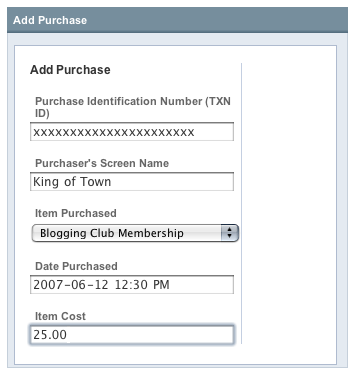 Add Purchase
Add Purchase
Purchase Identification Number (TXN
ID)
xxxxxxxxxxxxxxxxxxxxxx
Purchaser's Screen Name
King of Town
Item Purchased
Blogging Club Membership
Date Purchased
2007-06-12 12:30 PM
Item Cost
25.00